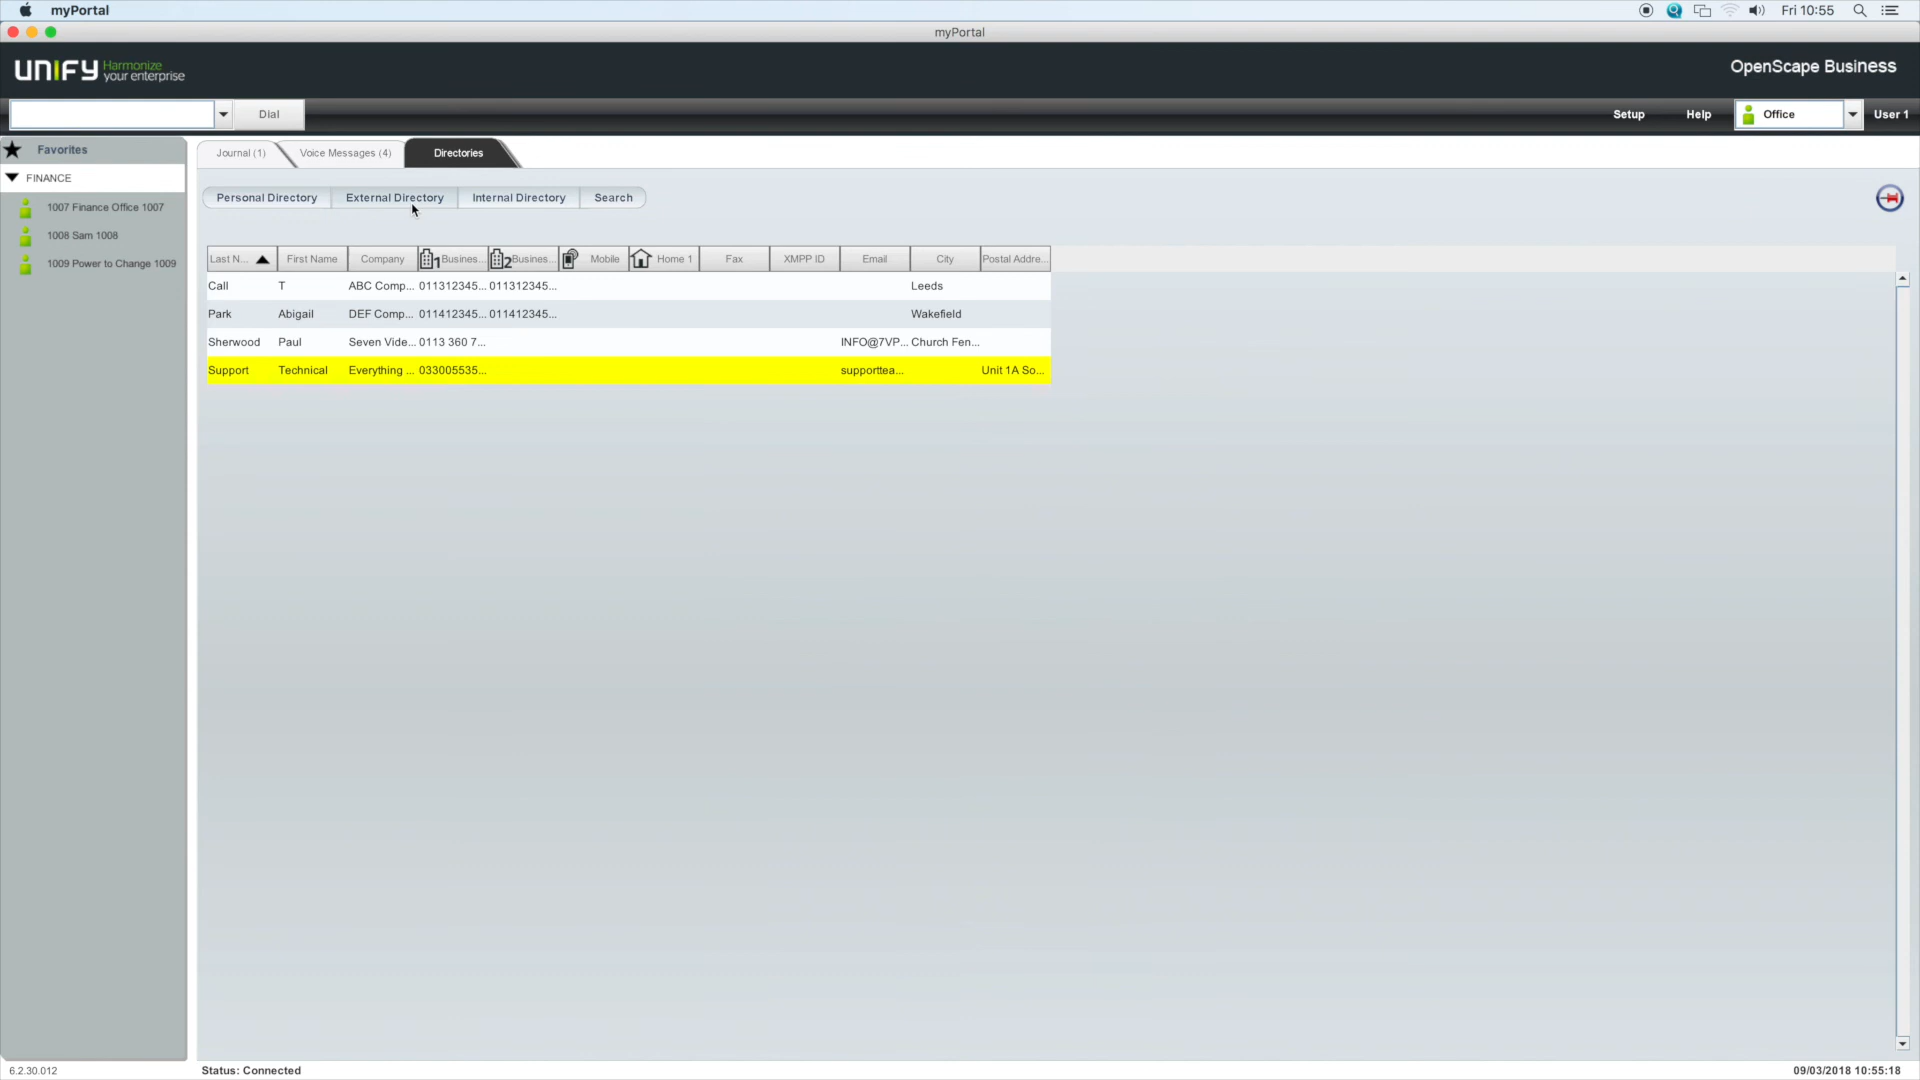 myPortal
Fri 10:55
myPortal
UNIFY Harmonize your enterprise
OpenScape Business
Dial
Setup
Help
Office
User 1
Favorites
FINANCE
1007 Finance Office 1007
1008 Sam 1008
1009 Power to Change 1009
Journal (1)
Voice Messages (4)
Directories
Personal Directory
External Directory
Internal Directory
Search
Last N... First Name Company 1 Busines... 2 Busines... Mobile Home 1 Fax XMPP ID Email City Postal Addre...
Call T ABC Comp... 011312345... 011312345... Leeds
Park Abigail DEF Comp... 011412345... 011412345... Wakefield
Sherwood Paul Seven Vide... 0113 360 7... INFO@7VP... Church Fen...
Support Technical Everything ... 033005535... supporttea... Unit 1A So...
6.2.30.012
Status: Connected
09/03/2018 10:55:18